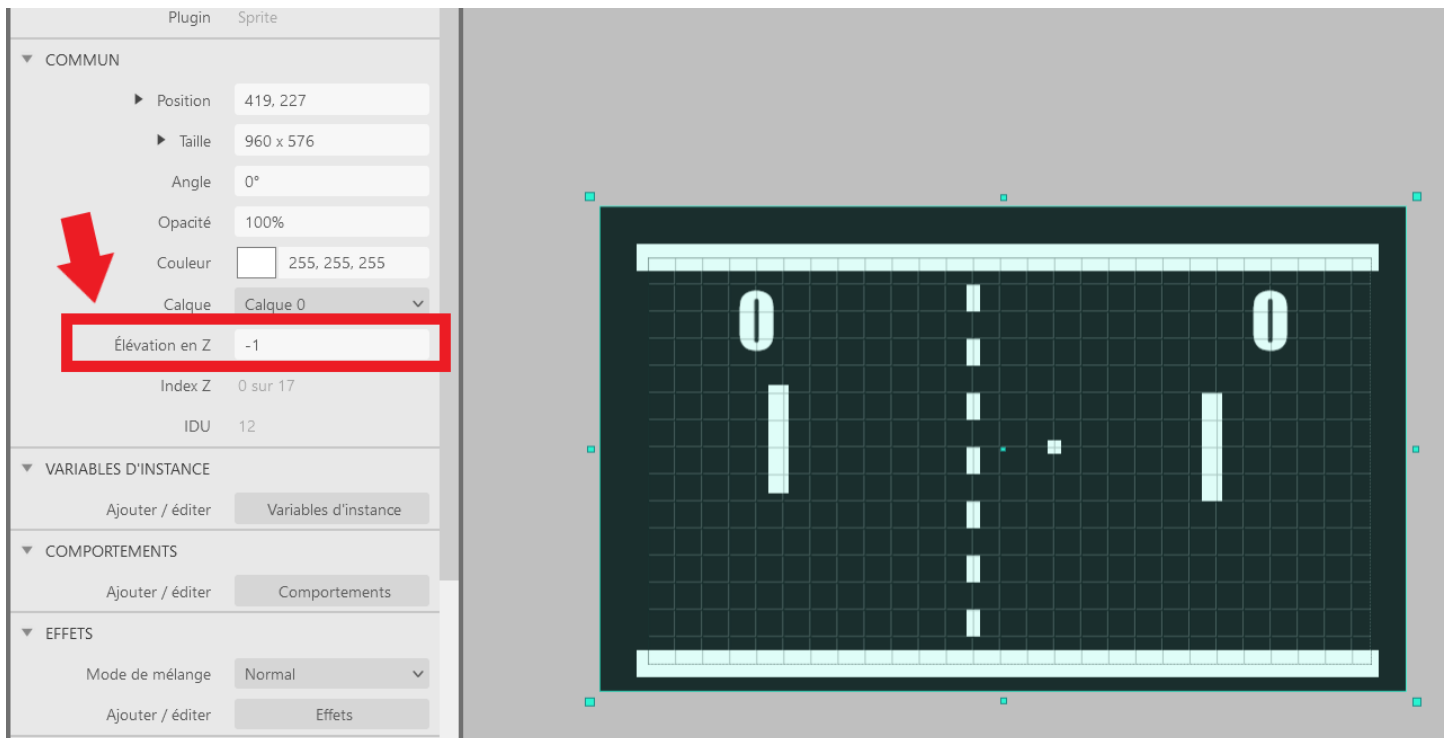 Plugin Sprite
COMMUN
Position 419, 227
Taille 960 x 576
Angle 0°
Opacité 100%
Couleur 255, 255, 255
Calque Calque 0
Élévation en Z -1
Index Z 0 sur 17
IDU 12
VARIABLES D'INSTANCE
Ajouter / éditer Variables d'instance
COMPORTEMENTS
Ajouter / éditer Comportements
EFFETS
Mode de mélange Normal
Ajouter / éditer Effets
0 0